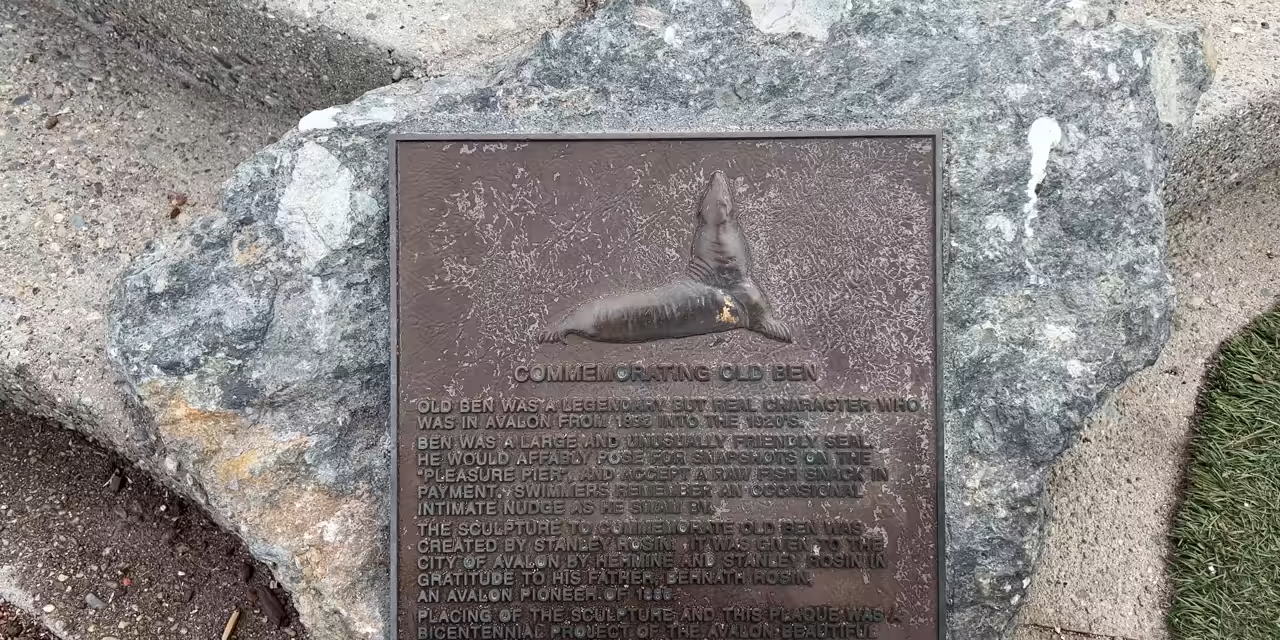 COMMEMORATING OLD BEN
OLD BEN WAS A LEGENDARY BUT REAL CHARACTER WHO
WAS IN AVALON FROM 1898 INTO THE 1920'S.
BEN WAS A LARGE AND UNUSUALLY FRIENDLY SEAL.
HE WOULD AFFABLY POSE FOR SNAPSHOTS ON THE
"PLEASURE PIER", AND ACCEPT A RAW FISH SNACK IN
PAYMENT. SWIMMERS REMEMBER AN OCCASIONAL
INTIMATE NUDGE AS HE SWAM BY.
THE SCULPTURE TO COMMEMORATE OLD BEN WAS
CREATED BY STANLEY ROSIN. IT WAS GIVEN TO THE
CITY OF AVALON BY HERMINE AND STANLEY ROSIN IN
GRATITUDE TO HIS FATHER, BERNATH ROSIN,
AN AVALON PIONEER OF
PLACING OF THE SCULPTURE AND THIS PLAQUE WAS A
BICENTENNIAL PROJECT OF THE AVALON BEAUTIFUL